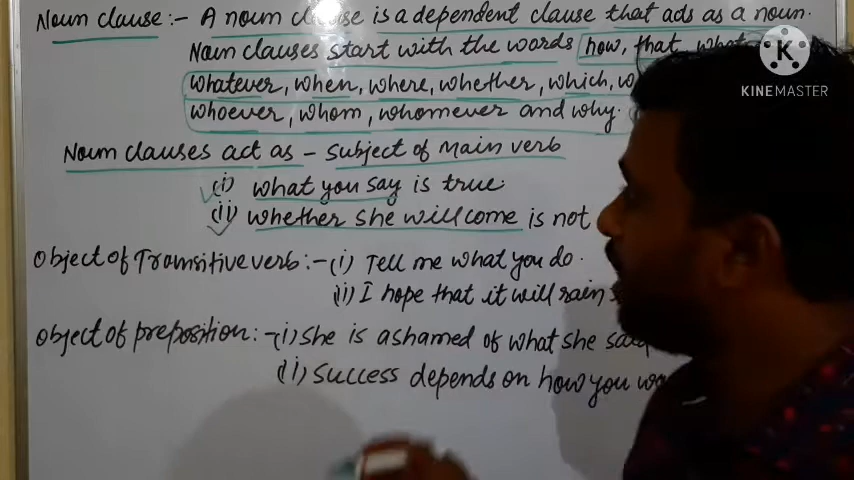 Noun clause :- A noun clause is a dependent clause that acts as a noun.
Noun clauses start with the words how, that, what
whatever, when, where, whether, which, w
whoever, whom, whomever and why.
Noun clauses act as - subject of main verb
(i) what you say is true.
(ii) whether she will come is not
Object of Transitive verb :- (i) Tell me what you do.
(ii) I hope that it will rain s
Object of preposition :- (i) she is ashamed of what she said
(ii) success depends on how you wo
K
KINEMASTER